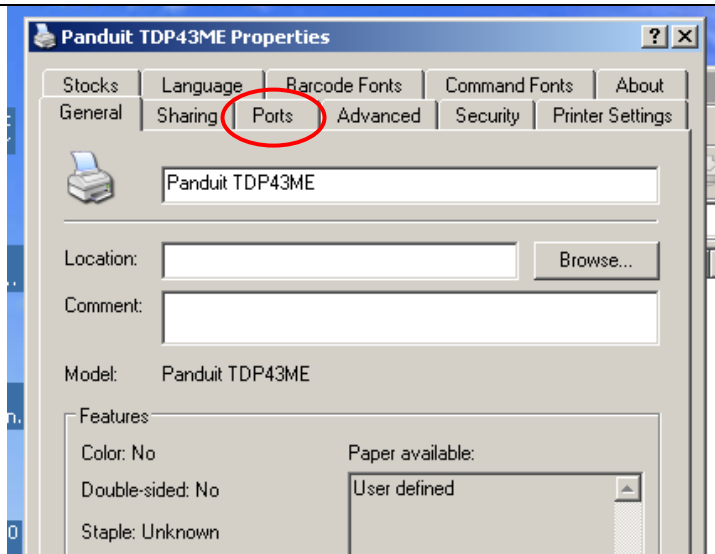 Panduit TDP43ME Properties
? X
Stocks Language Barcode Fonts Command Fonts About
General Sharing Ports Advanced Security Printer Settings
Panduit TDP43ME
Location: Browse...
Comment:
Model: Panduit TDP43ME
Features
Color: No Paper available:
Double-sided: No User defined
Staple: Unknown
n.
0